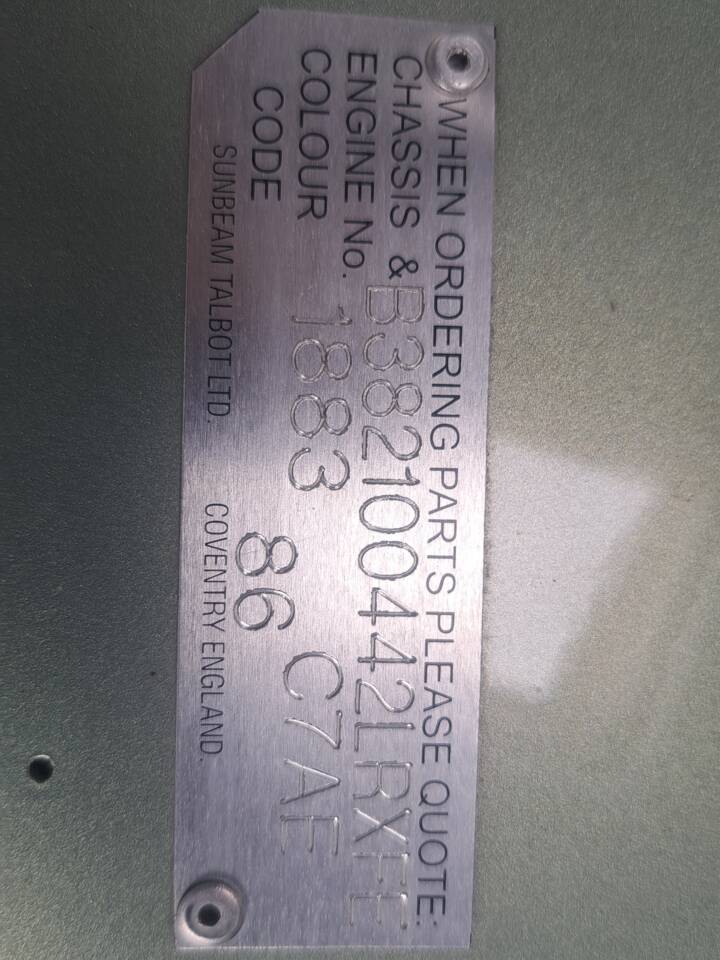 WHEN ORDERING PARTS PLEASE QUOTE:
CHASSIS & B382100442LRXFE
ENGINE No.
COLOUR 1883 C7AE
CODE 86
SUNBEAM TALBOT LTD. COVENTRY ENGLAND.